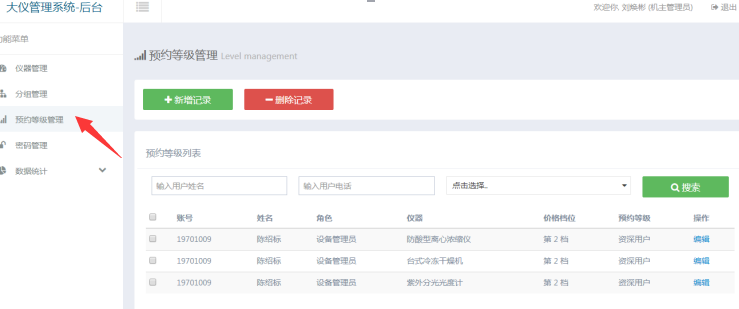 大仪管理系统-后台
欢迎你, 刘焕彬 (机主管理员) 退出
能菜单
预约等级管理 Level management
仪器管理
分组管理
+ 新增记录 − 删除记录
预约等级管理
密码管理
预约等级列表
数据统计
输入用户姓名 输入用户电话 点击选择.. 搜索
账号 姓名 角色 仪器 价格档位 预约等级 操作
19701009 陈绍标 设备管理员 防酸型离心浓缩仪 第 2 档 资深用户 编辑
19701009 陈绍标 设备管理员 台式冷冻干燥机 第 2 档 资深用户 编辑
19701009 陈绍标 设备管理员 紫外分光光度计 第 2 档 资深用户 编辑